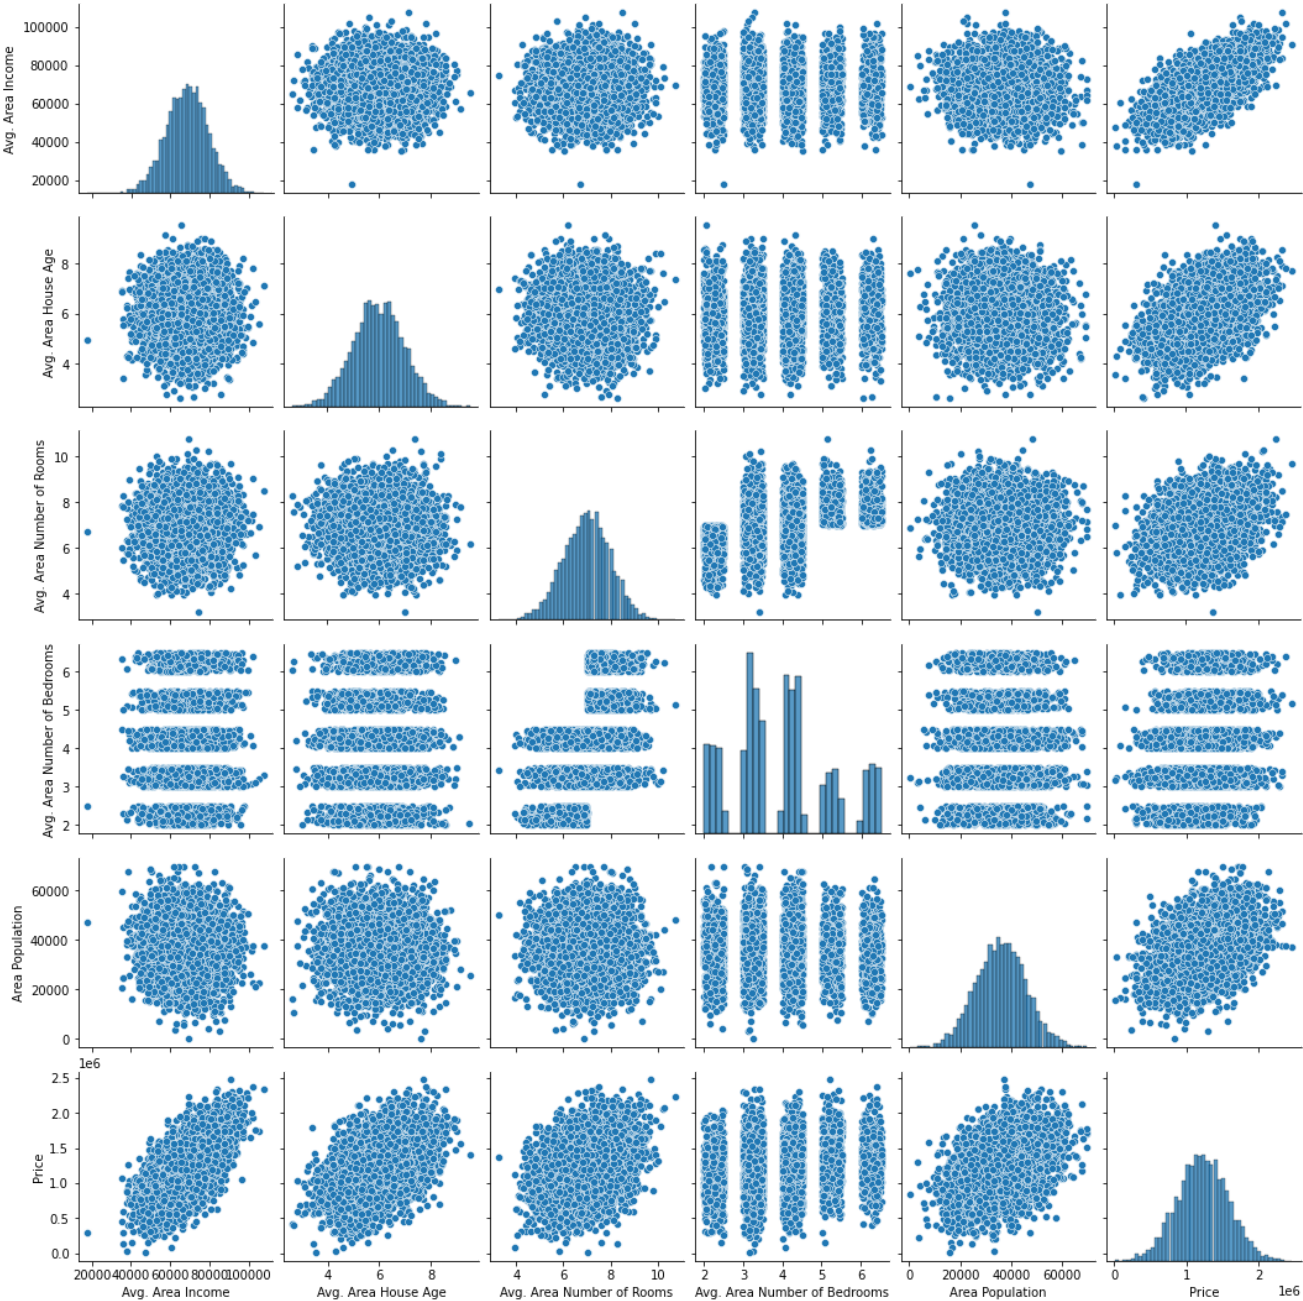 100000
80000
60000
40000
20000
Avg. Area Income
8
6
4
Avg. Area House Age
10
8
6
4
Avg. Area Number of Rooms
6
5
4
3
2
Avg. Area Number of Bedrooms
60000
40000
20000
0
Area Population
1e6
2.5
2.0
1.5
1.0
0.5
0.0
Price
20000 40000 60000 80000 100000
Avg. Area Income
4 6 8
Avg. Area House Age
4 6 8 10
Avg. Area Number of Rooms
2 3 4 5 6
Avg. Area Number of Bedrooms
0 20000 40000 60000
Area Population
0 1 2
1e6
Price